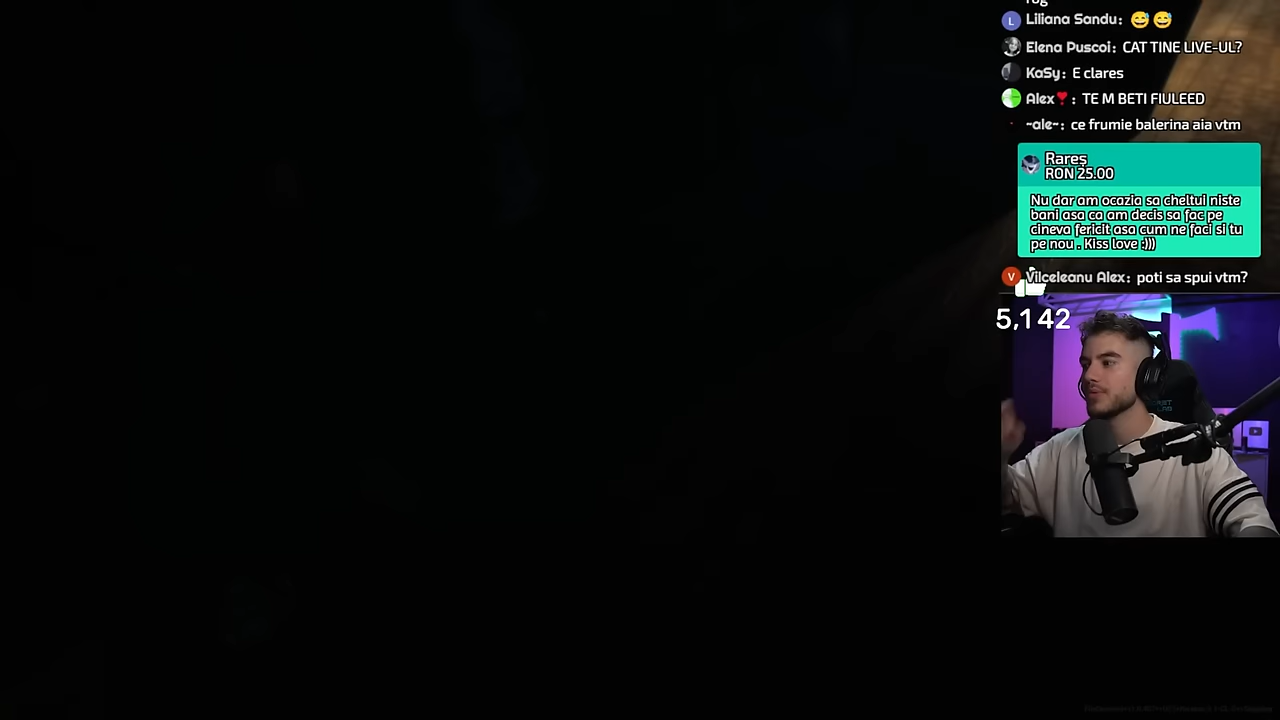 Liliana Sandu: 😅 😅
Elena Puscoi: CAT TINE LIVE-UL?
KaSy: E clares
Alex❣: TE M BETI FIULEED
~ale~: ce frumie balerina aia vtm
Rareș
RON 25.00
Nu dar am ocazia sa cheltui niste
bani asa ca am decis sa fac pe
cineva fericit asa cum ne faci si tu
pe noi . Kiss love :)))
V
Vilceleanu Alex: poti sa spui vtm?
5,142